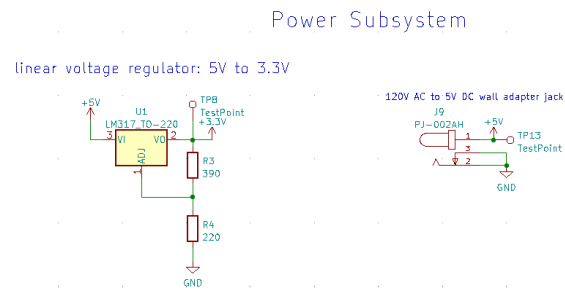 Power Subsystem
linear voltage regulator: 5V to 3.3V
120V AC to 5V DC wall adapter jack
+5V
U1
LM317_TO-220
TP8
TestPoint
+3.3V
3
VI
VO
2
ADJ
1
R3
390
R4
220
GND
J9
PJ-002AH
+5V
1
3
2
TP13
TestPoint
GND